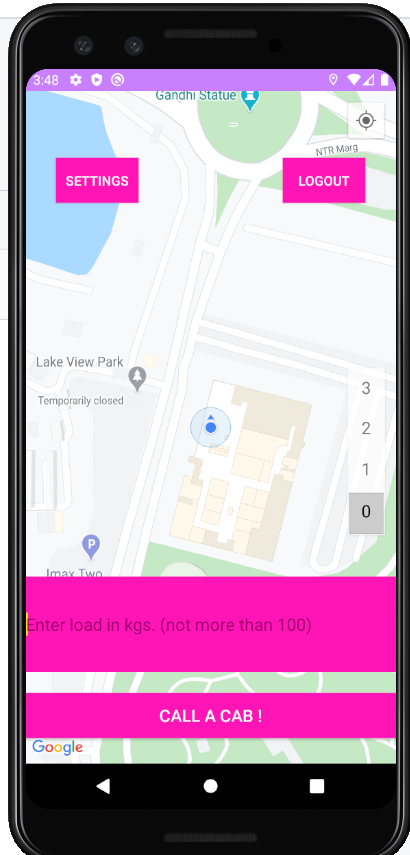 3:48
Gandhi Statue
NTR Marg
SETTINGS
LOGOUT
Lake View Park
Temporarily closed
3
2
1
0
P
Imax Two
Enter load in kgs. (not more than 100)
CALL A CAB !
Google